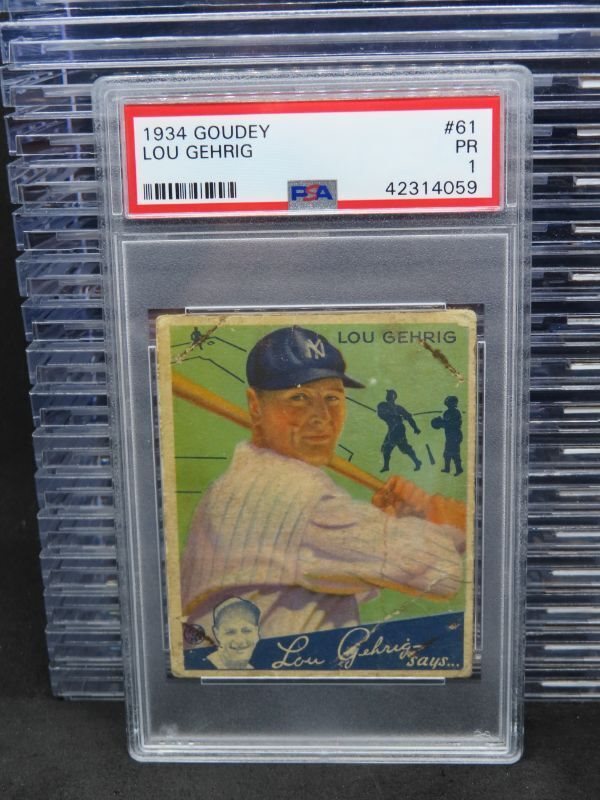 1934 GOUDEY #61
LOU GEHRIG PR
1
PSA 42314059
LOU GEHRIG
NY
Lou Gehrig
says...